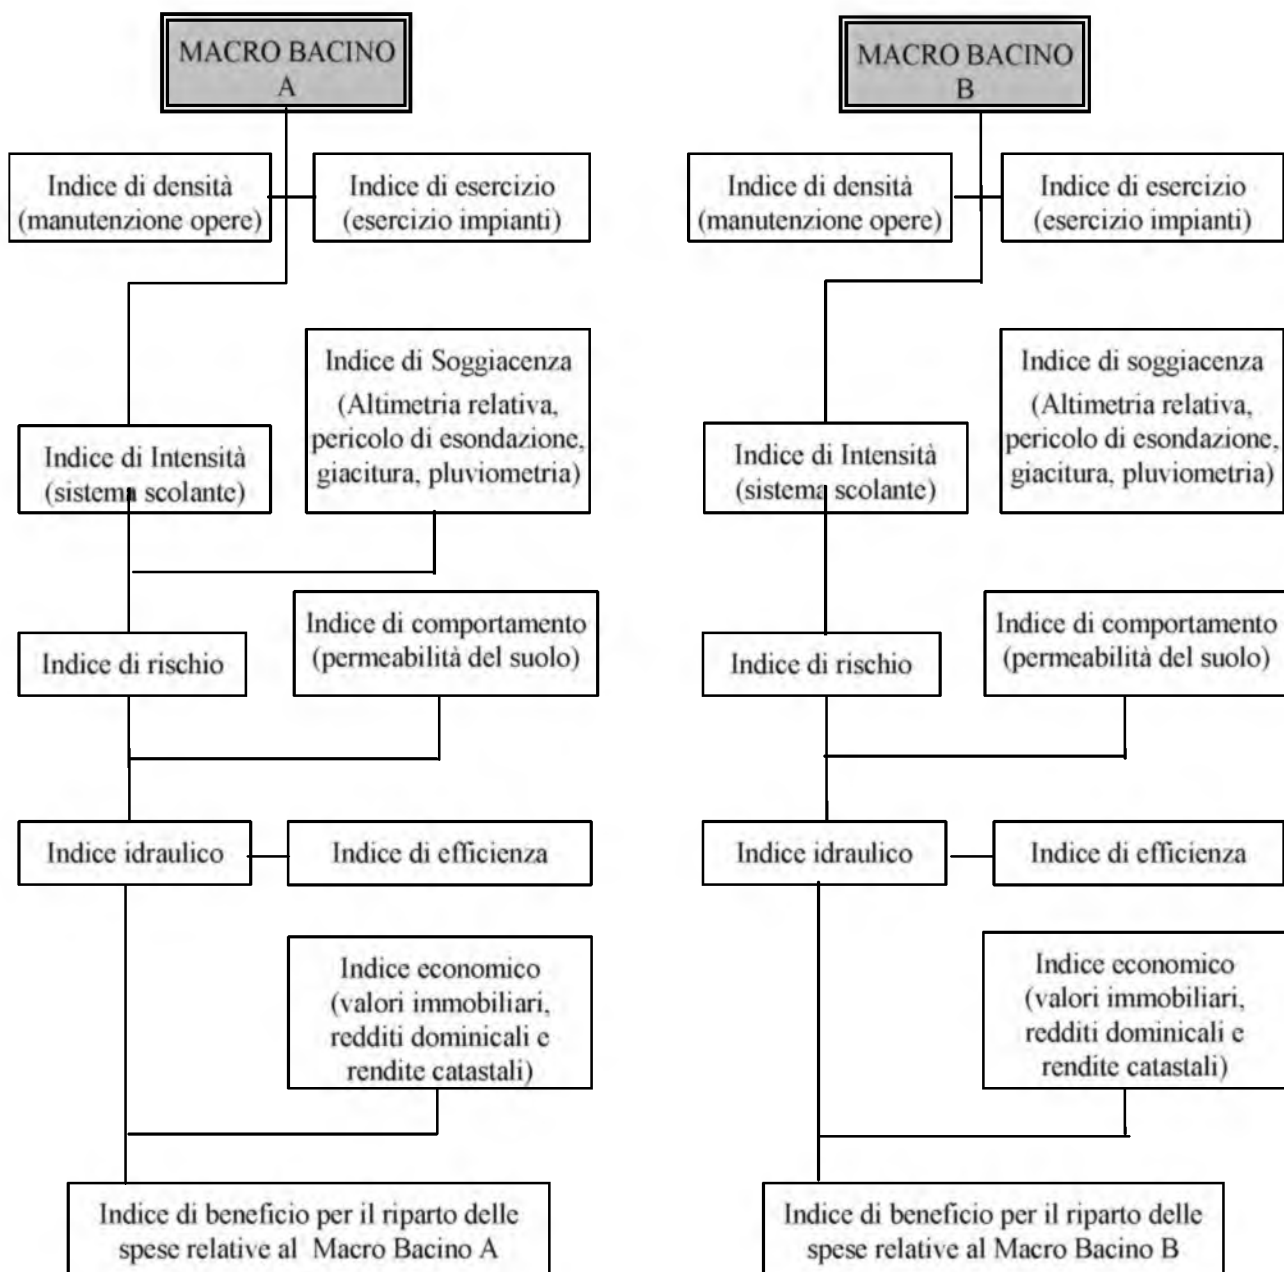 MACRO BACINO
A
Indice di densità
(manutenzione opere)
Indice di esercizio
(esercizio impianti)
Indice di Soggiacenza
(Altimetria relativa,
pericolo di esondazione,
giacitura, pluviometria)
Indice di Intensità
(sistema scolante)
Indice di comportamento
(permeabilità del suolo)
Indice di rischio
Indice idraulico
Indice di efficienza
Indice economico
(valori immobiliari,
redditi dominicali e
rendite catastali)
Indice di beneficio per il riparto delle
spese relative al Macro Bacino A
MACRO BACINO
B
Indice di densità
(manutenzione opere)
Indice di esercizio
(esercizio impianti)
Indice di soggiacenza
(Altimetria relativa,
pericolo di esondazione,
giacitura, pluviometria)
Indice di Intensità
(sistema scolante)
Indice di comportamento
(permeabilità del suolo)
Indice di rischio
Indice idraulico
Indice di efficienza
Indice economico
(valori immobiliari,
redditi dominicali e
rendite catastali)
Indice di beneficio per il riparto delle
spese relative al Macro Bacino B